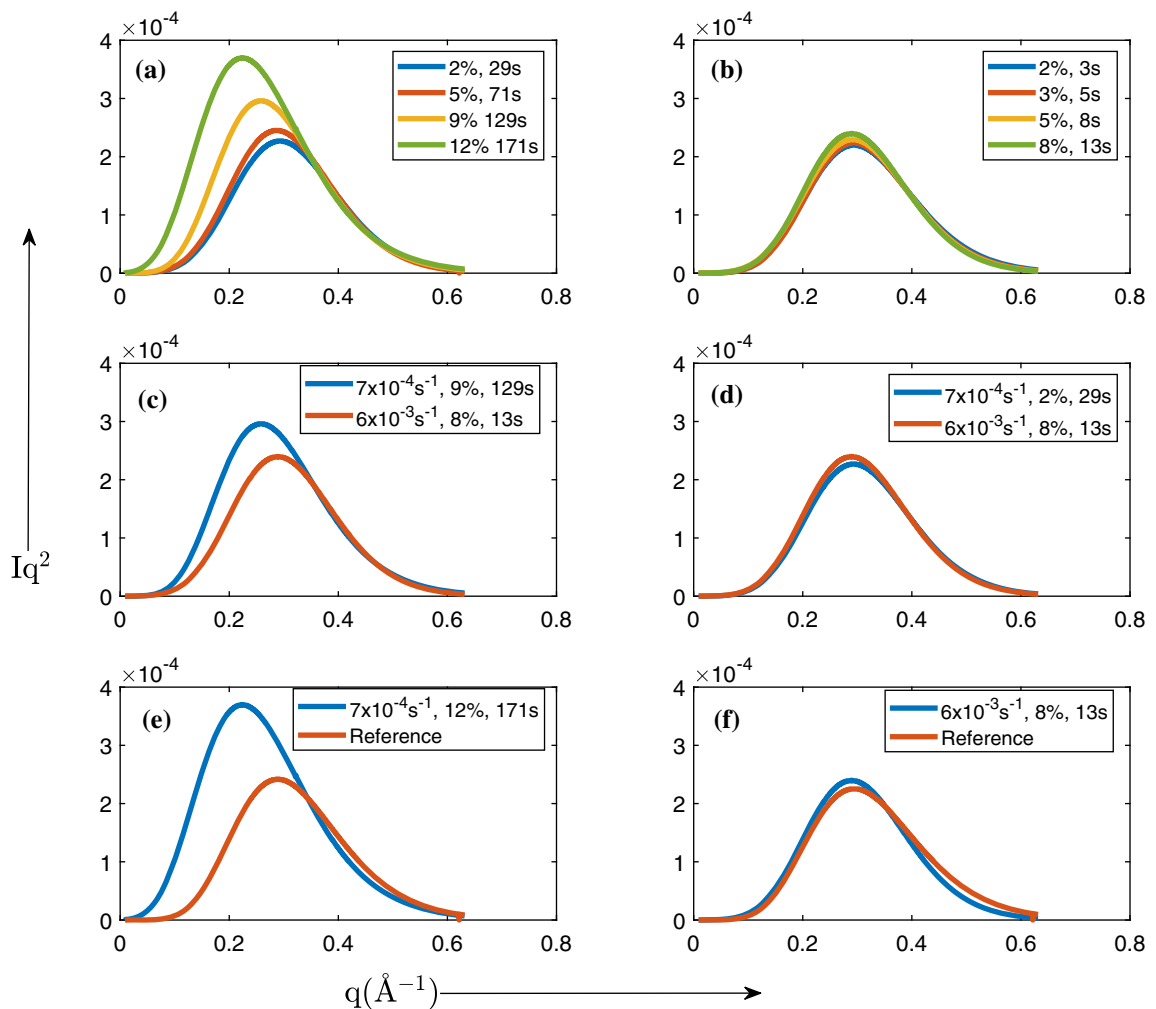 ×10⁻⁴
4
3
2
1
0
0
0.2
0.4
0.6
0.8
(a)
2%, 29s
5%, 71s
9% 129s
12% 171s
×10⁻⁴
4
3
2
1
0
0
0.2
0.4
0.6
0.8
(b)
2%, 3s
3%, 5s
5%, 8s
8%, 13s
×10⁻⁴
4
3
2
1
0
0
0.2
0.4
0.6
0.8
(c)
7x10⁻⁴s⁻¹, 9%, 129s
6x10⁻³s⁻¹, 8%, 13s
×10⁻⁴
4
3
2
1
0
0
0.2
0.4
0.6
0.8
(d)
7x10⁻⁴s⁻¹, 2%, 29s
6x10⁻³s⁻¹, 8%, 13s
Iq²
×10⁻⁴
4
3
2
1
0
0
0.2
0.4
0.6
0.8
(e)
7x10⁻⁴s⁻¹, 12%, 171s
Reference
×10⁻⁴
4
3
2
1
0
0
0.2
0.4
0.6
0.8
(f)
6x10⁻³s⁻¹, 8%, 13s
Reference
q(Å⁻¹)